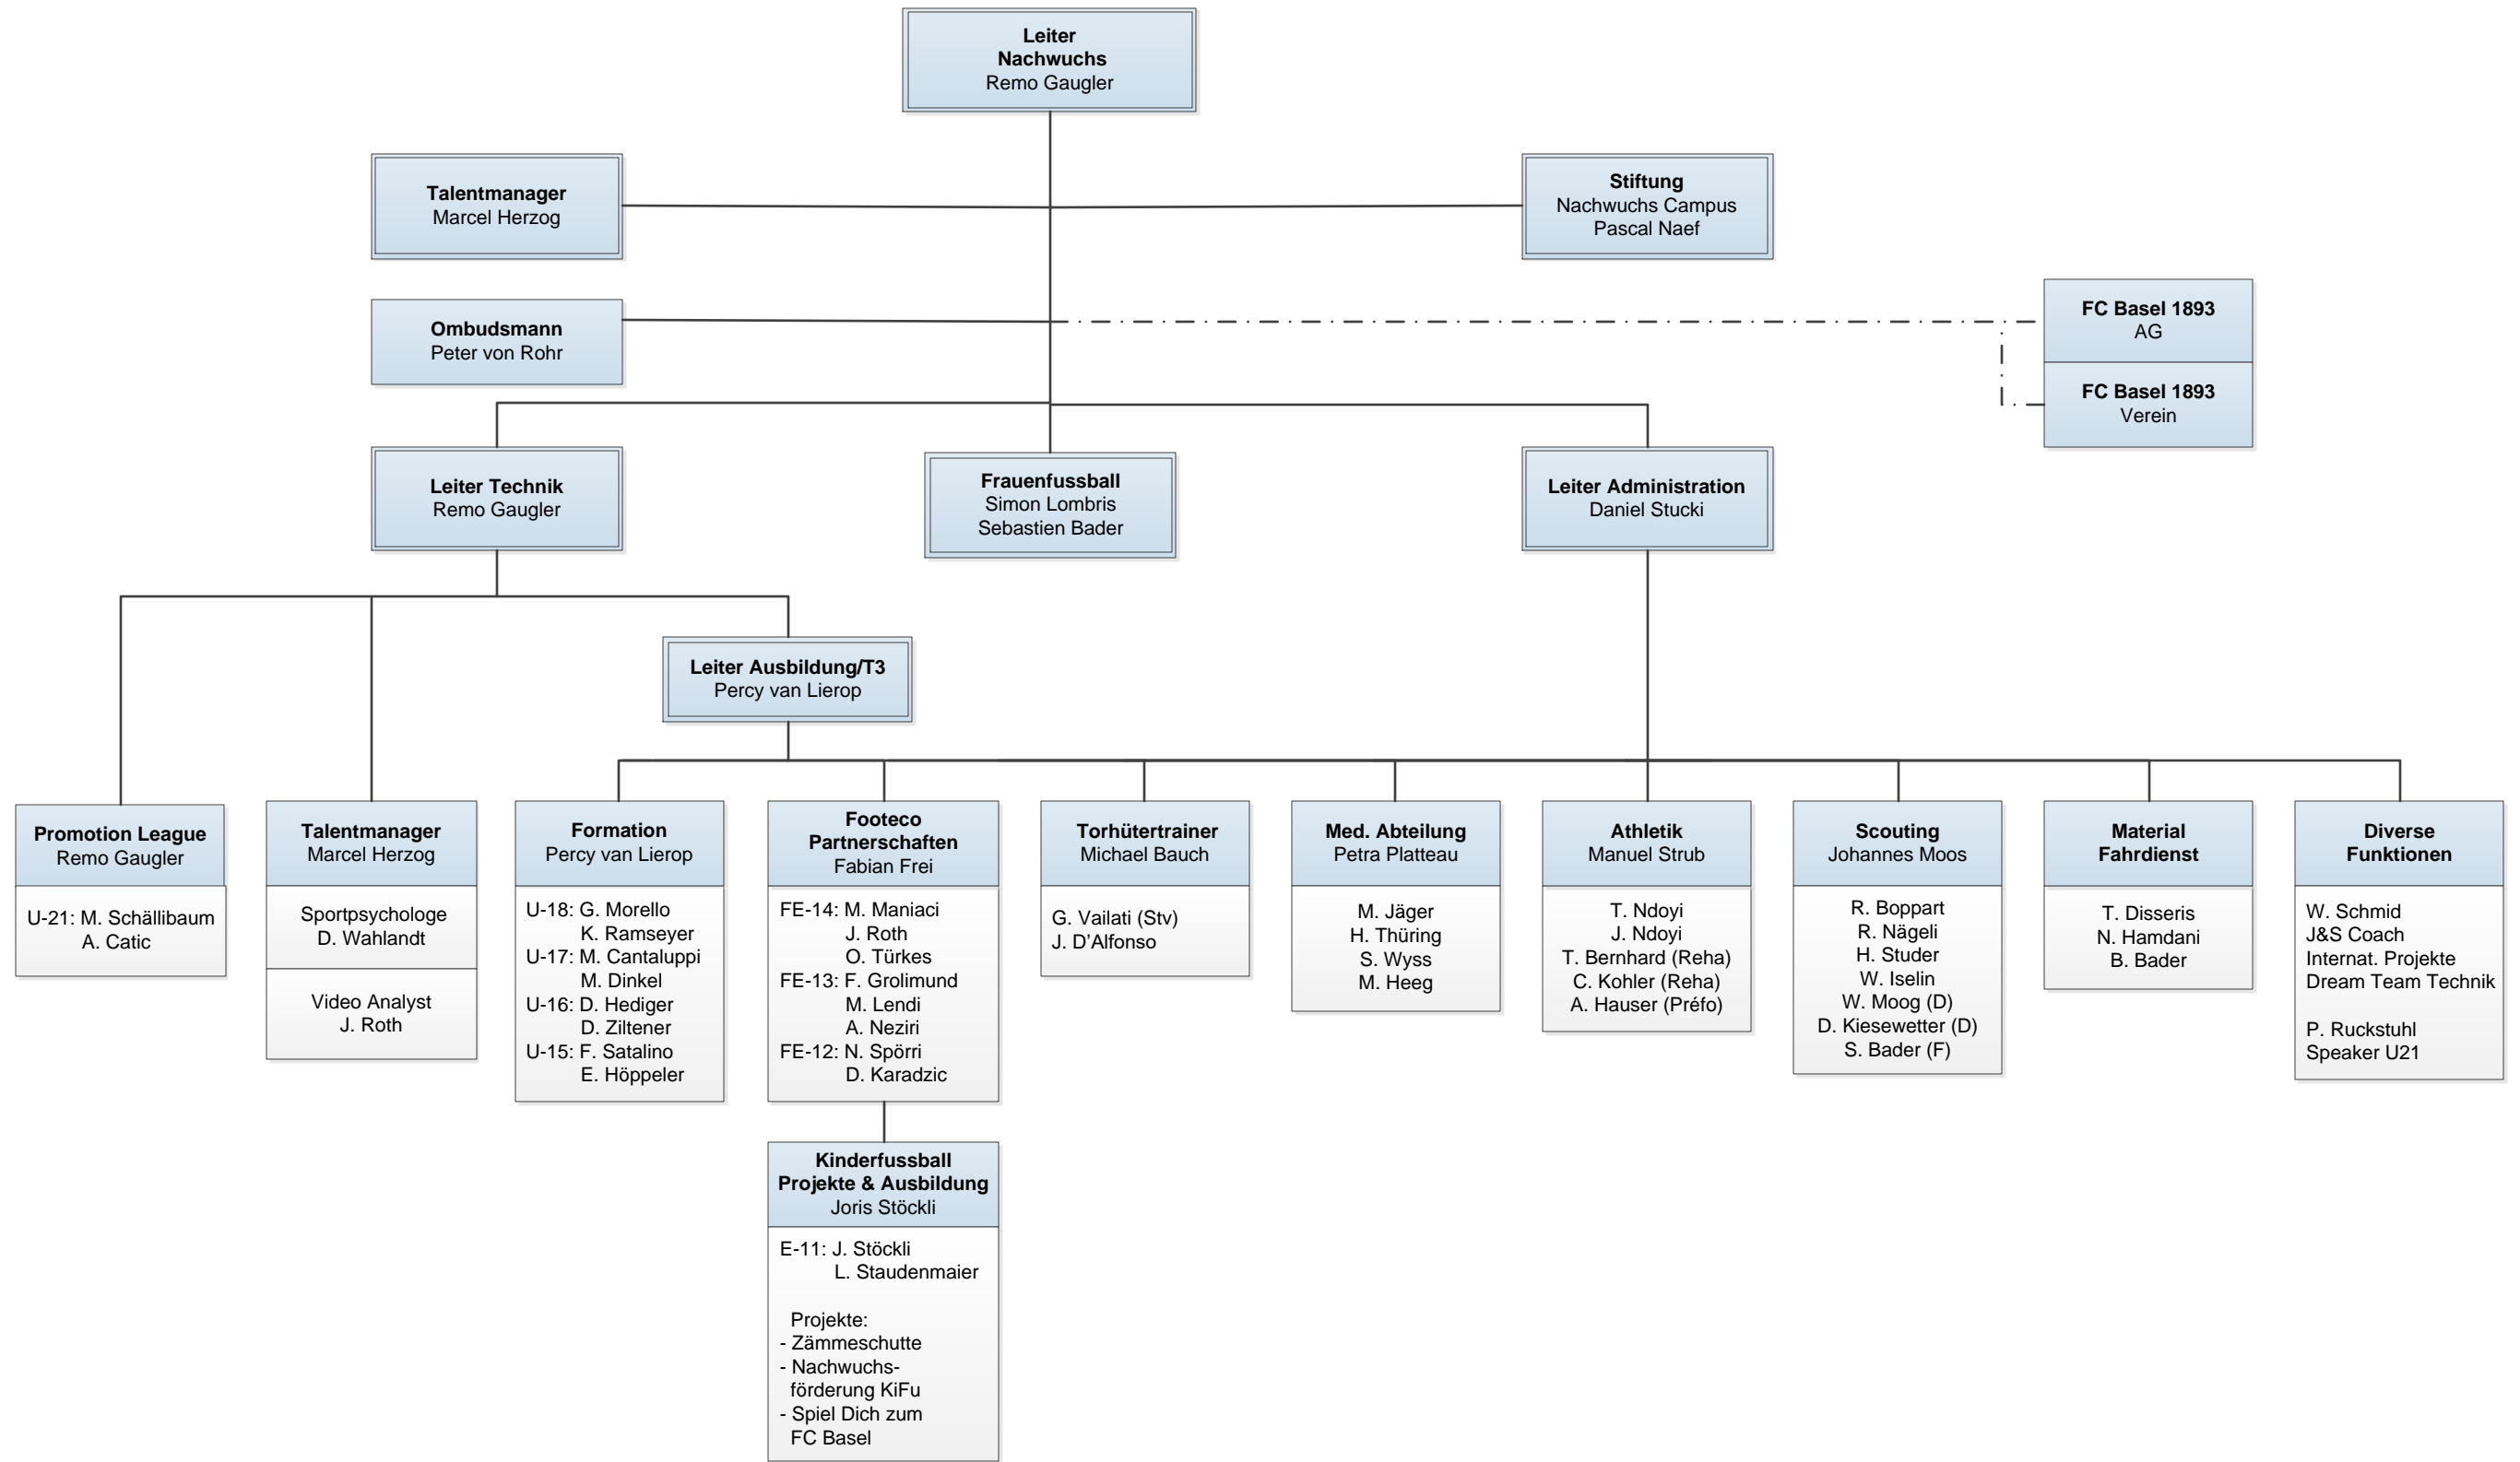 Leiter
Nachwuchs
Remo Gaugler
Talentmanager
Marcel Herzog
Stiftung
Nachwuchs Campus
Pascal Naef
Ombudsmann
Peter von Rohr
FC Basel 1893
AG
FC Basel 1893
Verein
Leiter Technik
Remo Gaugler
Frauenfussball
Simon Lombris
Sebastien Bader
Leiter Administration
Daniel Stucki
Leiter Ausbildung/T3
Percy van Lierop
Promotion League
Remo Gaugler
U-21: M. Schällibaum
A. Catic
Talentmanager
Marcel Herzog
Sportpsychologe
D. Wahlandt
Video Analyst
J. Roth
Formation
Percy van Lierop
U-18: G. Morello
K. Ramseyer
U-17: M. Cantaluppi
M. Dinkel
U-16: D. Hediger
D. Ziltener
U-15: F. Satalino
E. Höppeler
Footeco
Partnerschaften
Fabian Frei
FE-14: M. Maniaci
J. Roth
O. Türkes
FE-13: F. Grolimund
M. Lendi
A. Neziri
FE-12: N. Spörri
D. Karadzic
Kinderfussball
Projekte & Ausbildung
Joris Stöckli
E-11: J. Stöckli
L. Staudenmaier
Projekte:
- Zämmeschutte
- Nachwuchs-
förderung KiFu
- Spiel Dich zum
FC Basel
Torhütertrainer
Michael Bauch
G. Vailati (Stv)
J. D’Alfonso
Med. Abteilung
Petra Platteau
M. Jäger
H. Thüring
S. Wyss
M. Heeg
Athletik
Manuel Strub
T. Ndoyi
J. Ndoyi
T. Bernhard (Reha)
C. Kohler (Reha)
A. Hauser (Préfo)
Scouting
Johannes Moos
R. Boppart
R. Nägeli
H. Studer
W. Iselin
W. Moog (D)
D. Kiesewetter (D)
S. Bader (F)
Material
Fahrdienst
T. Disseris
N. Hamdani
B. Bader
Diverse
Funktionen
W. Schmid
J&S Coach
Internat. Projekte
Dream Team Technik
P. Ruckstuhl
Speaker U21